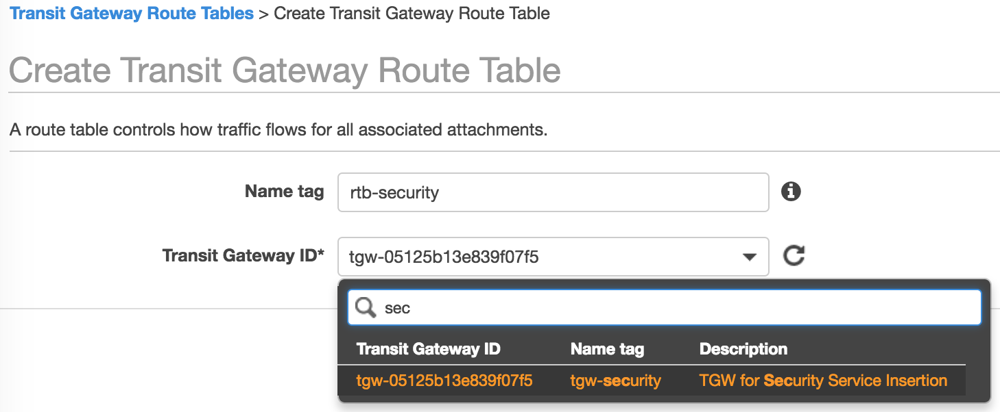 Transit Gateway Route Tables > Create Transit Gateway Route Table
Create Transit Gateway Route Table
A route table controls how traffic flows for all associated attachments.
Name tag rtb-security
Transit Gateway ID* tgw-05125b13e839f07f5
sec
Transit Gateway ID Name tag Description
tgw-05125b13e839f07f5 tgw-security TGW for Security Service Insertion